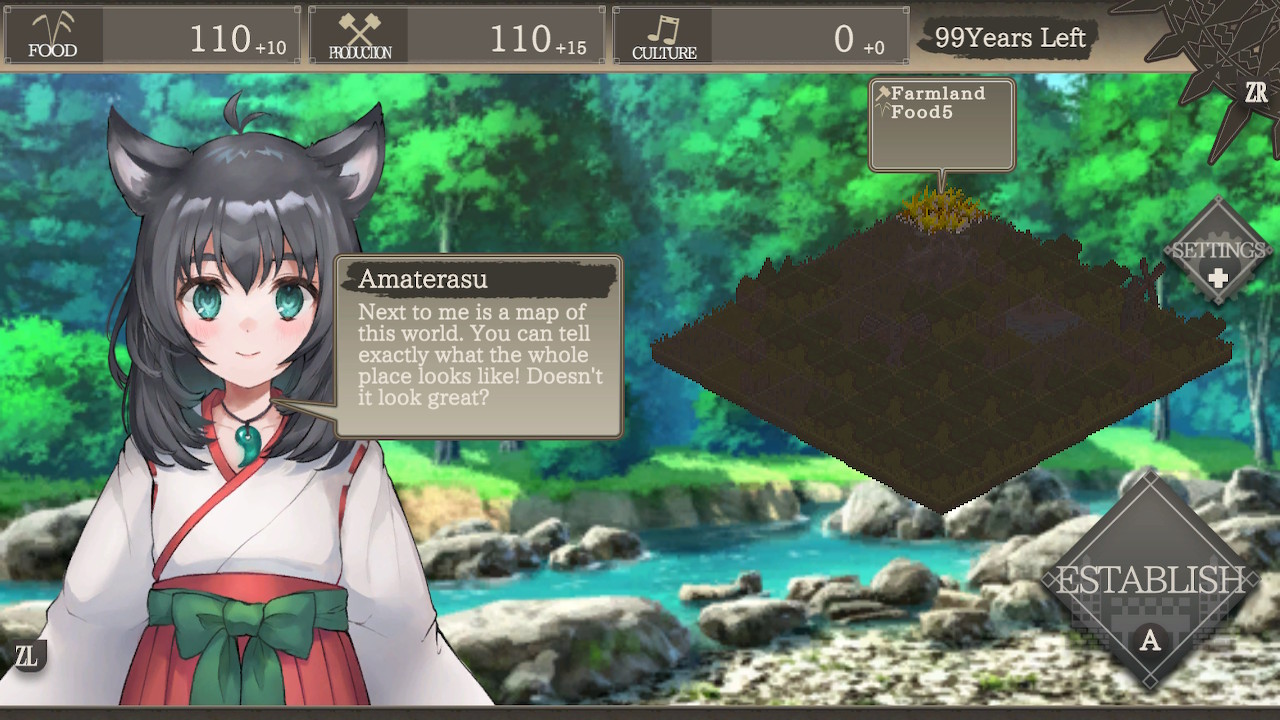 FOOD
110 +10
PRODUCTION
110 +15
CULTURE
0 +0
99Years Left
ZR
Farmland
Food5
SETTINGS
Amaterasu
Next to me is a map of
this world. You can tell
exactly what the whole
place looks like! Doesn't
it look great?
ESTABLISH
A
ZL